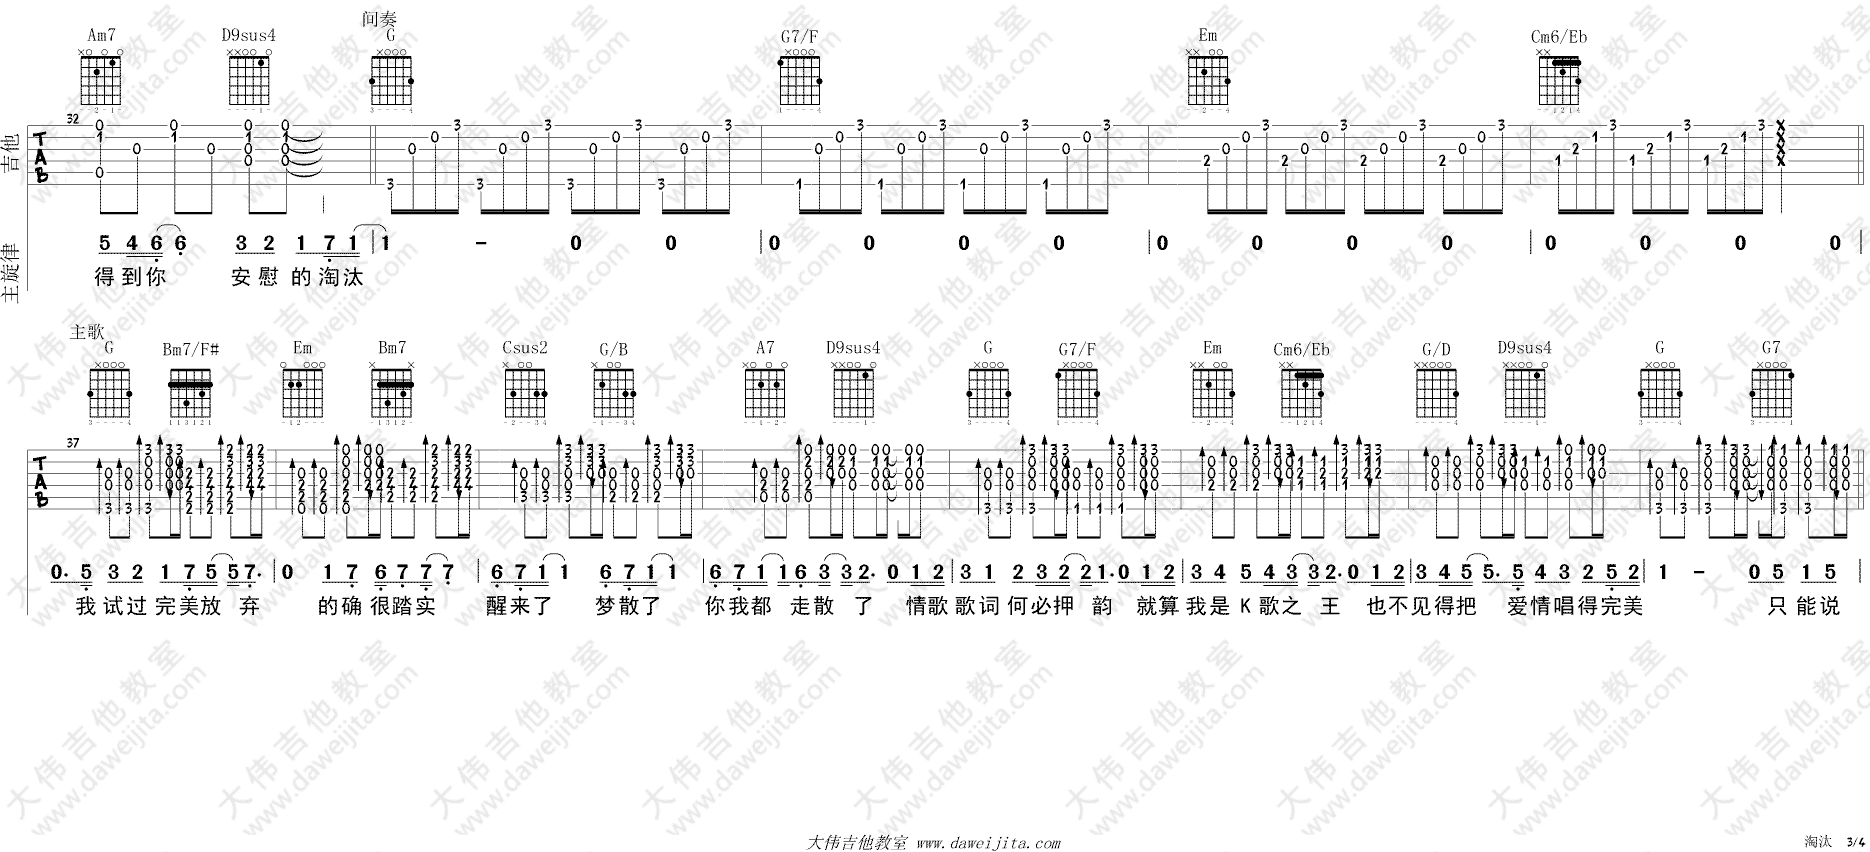 间奏
Am7 D9sus4 G G7/F Em Cm6/Eb
吉他
32
TAB
主旋律
5 4 6 6 3 2 1 7 1 | 1 - 0 0 | 0 0 0 0 | 0 0 0 0 | 0 0 0 0 |
得到你 安慰的淘汰
主歌
G Bm7/F# Em Bm7 Csus2 G/B A7 D9sus4 G G7/F Em Cm6/Eb G/D D9sus4 G G7
37
TAB
0. 5 3 2 1 7 5 5 7. | 0 1 7 6 7 7 7 | 6 7 1 1 6 7 1 1 | 6 7 1 1 6 3 3 2. 0 1 2 | 3 1 2 3 2 2 1. 0 1 2 | 3 4 5 4 3 3 2. 0 1 2 | 3 4 5 5. 5 4 3 2 5 2 | 1 - 0 5 1 5
我试过完美放弃 的确很踏实 醒来了 梦散了 你我都走散了 情歌歌词何必押韵 就算我是K歌之王 也不见得把 爱情唱得完美 只能说
大伟吉他教室 www.daweijita.com
淘汰 3/4